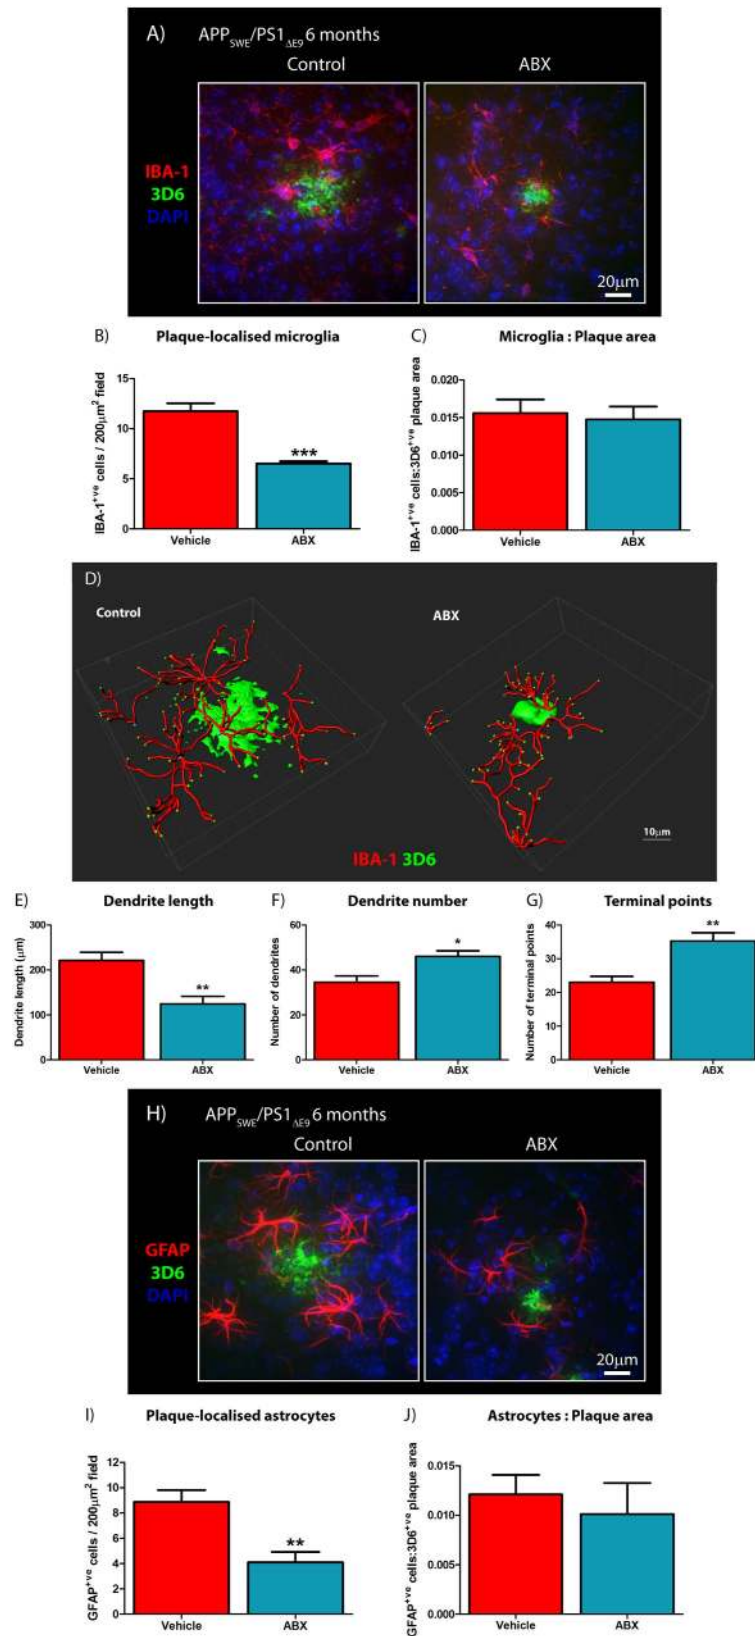 A) APP_SWE/PS1_ΔE9 6 months
Control ABX
IBA-1
3D6
DAPI
20μm
B) Plaque-localised microglia
IBA-1+ve cells / 200μm² field
15
10
5
0
***
Vehicle ABX
C) Microglia : Plaque area
IBA-1+ve cells:3D6+ve plaque area
0.020
0.015
0.010
0.005
0.000
Vehicle ABX
D)
Control ABX
10μm
IBA-1 3D6
E) Dendrite length
Dendrite length (μm)
300
200
100
0
**
Vehicle ABX
F) Dendrite number
Number of dendrites
60
40
20
0
*
Vehicle ABX
G) Terminal points
Number of terminal points
40
30
20
10
0
**
Vehicle ABX
H) APP_SWE/PS1_ΔE9 6 months
Control ABX
GFAP
3D6
DAPI
20μm
I) Plaque-localised astrocytes
GFAP+ve cells / 200μm² field
12
10
8
6
4
2
0
**
Vehicle ABX
J) Astrocytes : Plaque area
GFAP+ve cells:3D6+ve plaque area
0.015
0.010
0.005
0.000
Vehicle ABX